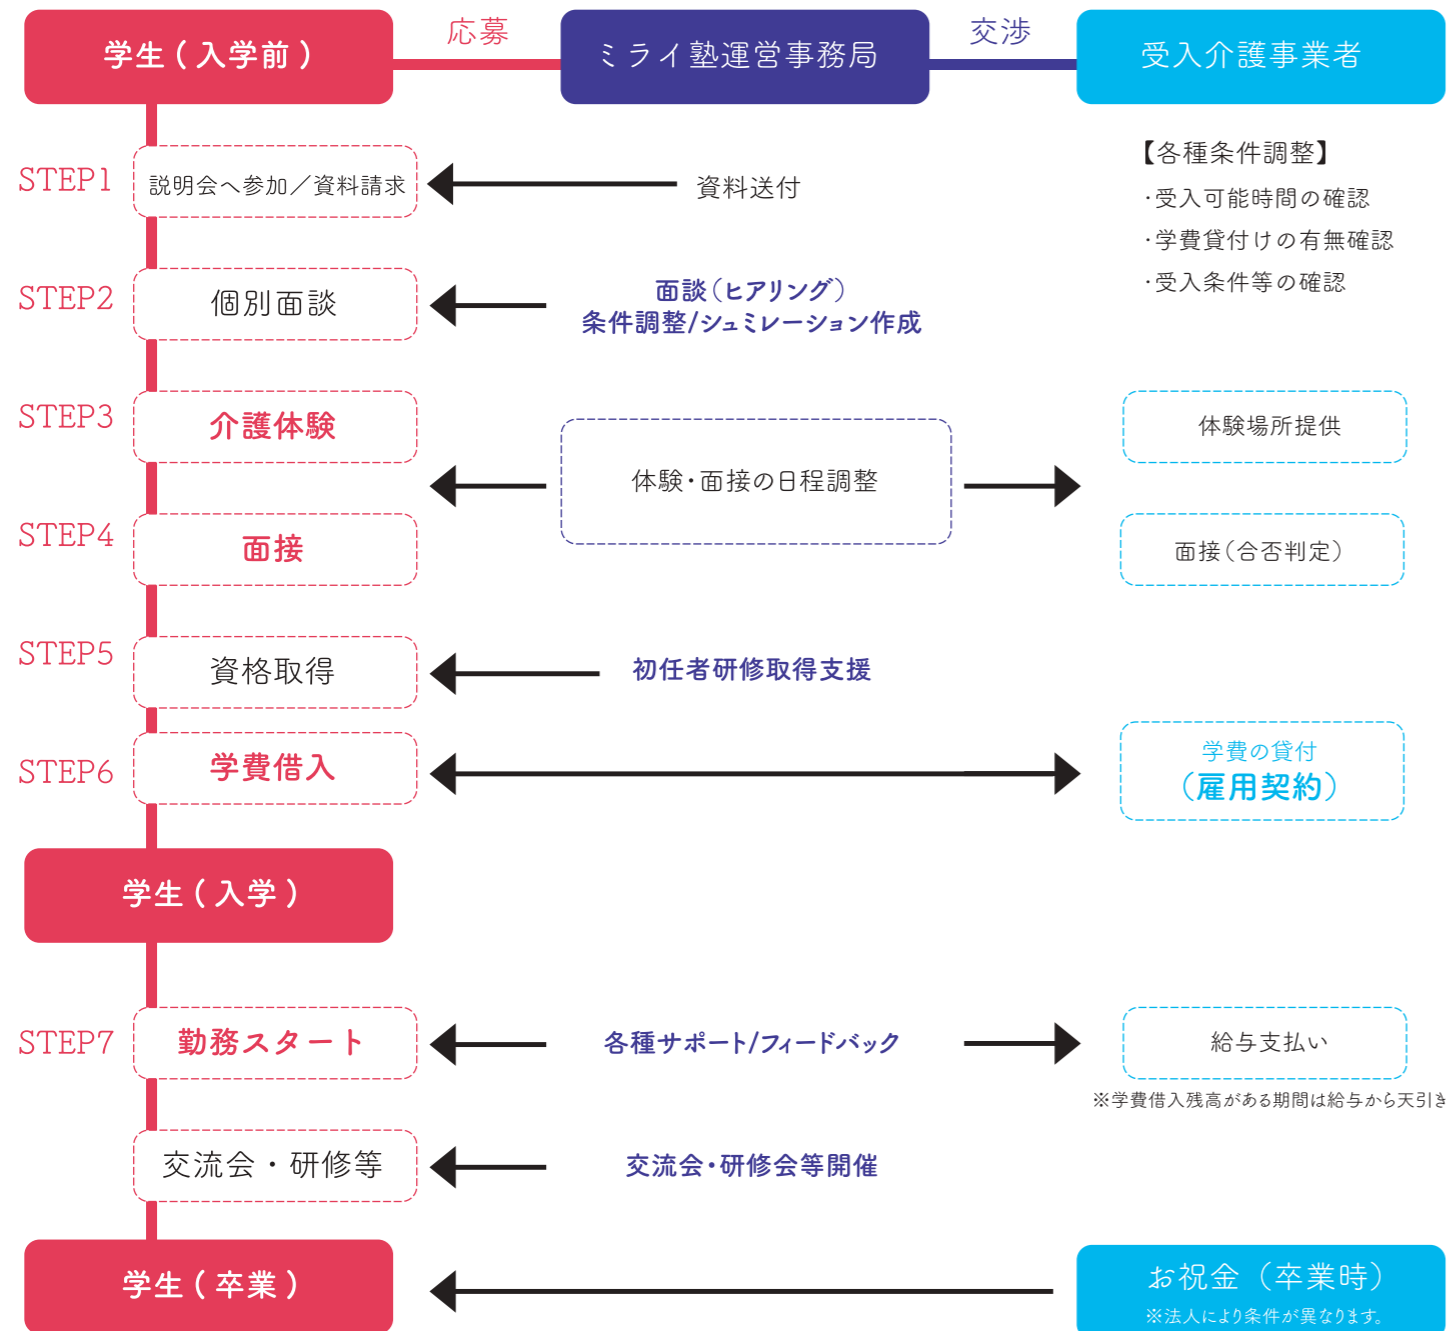 学生(入学前)
応募
ミライ塾運営事務局
交渉
受入介護事業者
STEP1
説明会へ参加／資料請求
資料送付
【各種条件調整】
・受入可能時間の確認
・学費貸付けの有無確認
・受入条件等の確認
STEP2
個別面談
面談(ヒアリング)
条件調整/シュミレーション作成
STEP3
介護体験
体験・面接の日程調整
体験場所提供
STEP4
面接
面接(合否判定)
STEP5
資格取得
初任者研修取得支援
STEP6
学費借入
学費の貸付
(雇用契約)
学生(入学)
STEP7
勤務スタート
各種サポート/フィードバック
給与支払い
※学費借入残高がある期間は給与から天引き
交流会・研修等
交流会・研修会等開催
学生(卒業)
お祝金（卒業時）
※法人により条件が異なります。